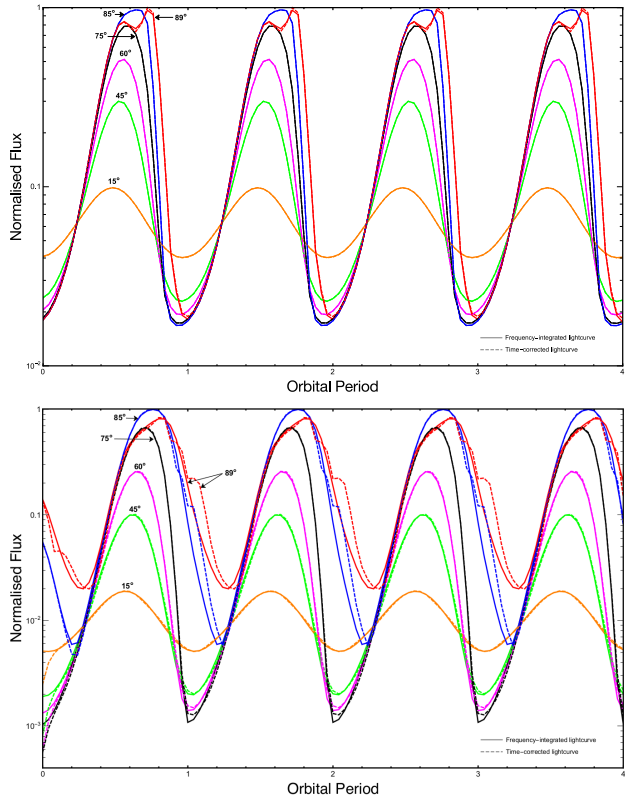 1
85°
89°
75°
60°
45°
Normalised Flux
0.1
15°
Frequency−integrated lightcurve
Time−corrected lightcurve
10⁻²
0 1 2 3 4
Orbital Period
1
85°
75°
60°
89°
45°
0.1
Normalised Flux
15°
10⁻²
10⁻³
Frequency−integrated lightcurve
Time−corrected lightcurve
0 1 2 3 4
Orbital Period